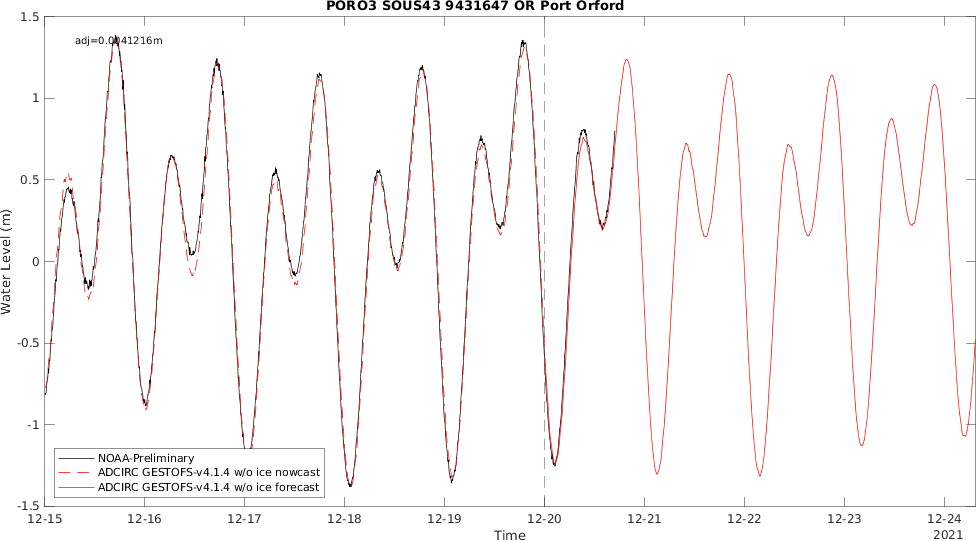 PORO3 SOUS43 9431647 OR Port Orford
adj=0.0041216m
1.5
1
0.5
0
-0.5
-1
-1.5
Water Level (m)
NOAA-Preliminary
ADCIRC GESTOFS-v4.1.4 w/o ice nowcast
ADCIRC GESTOFS-v4.1.4 w/o ice forecast
12-15 12-16 12-17 12-18 12-19 12-20 12-21 12-22 12-23 12-24
Time
2021